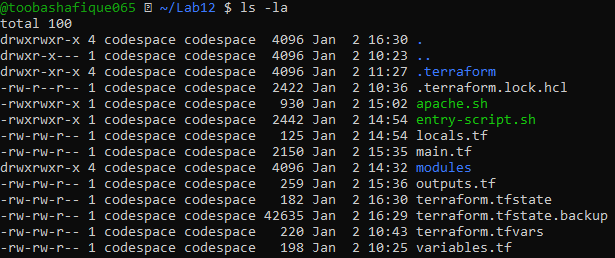 @toobashafique065 ~/Lab12 $ ls -la
total 100
drwxrwxr-x 4 codespace codespace 4096 Jan 2 16:30 .
drwxr-x--- 1 codespace codespace 4096 Jan 2 10:23 ..
drwxr-xr-x 4 codespace codespace 4096 Jan 2 11:27 .terraform
-rw-r--r-- 1 codespace codespace 2422 Jan 2 10:36 .terraform.lock.hcl
-rwxrwxr-x 1 codespace codespace 930 Jan 2 15:02 apache.sh
-rwxrwxr-x 1 codespace codespace 2442 Jan 2 14:54 entry-script.sh
-rw-rw-r-- 1 codespace codespace 125 Jan 2 14:54 locals.tf
-rw-rw-r-- 1 codespace codespace 2150 Jan 2 15:35 main.tf
drwxrwxr-x 4 codespace codespace 4096 Jan 2 14:32 modules
-rw-rw-r-- 1 codespace codespace 259 Jan 2 15:36 outputs.tf
-rw-rw-r-- 1 codespace codespace 182 Jan 2 16:30 terraform.tfstate
-rw-rw-r-- 1 codespace codespace 42635 Jan 2 16:29 terraform.tfstate.backup
-rw-rw-r-- 1 codespace codespace 220 Jan 2 10:43 terraform.tfvars
-rw-rw-r-- 1 codespace codespace 198 Jan 2 10:25 variables.tf